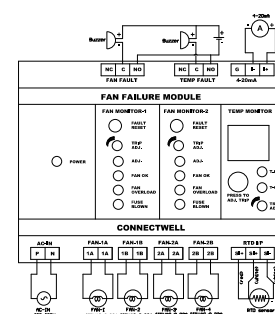 4-20mA
A
Buzzer
Buzzer
NC C NO
NC C NO
FAN FAULT
TEMP FAULT
4-20mA
FAN FAILURE MODULE
FAN MONITOR-1
FAN MONITOR-2
TEMP MONITOR
FAULT RESET
FAULT RESET
TRIP ADJ.
TRIP ADJ.
ADJ-
ADJ-
POWER
FAN OK
FAN OK
FAN OVERLOAD
FAN OVERLOAD
PRESS TO ADJ, TRIP
FUSE BLOWN
FUSE BLOWN
CONNECTWELL
AC-IN
FAN-1A
FAN-1B
FAN-2A
FAN-2B
P N
1A 1A
1B 1B
2A 2A
2B 2B
AC-IN
FAN-1
FAN-2
RTD sensor